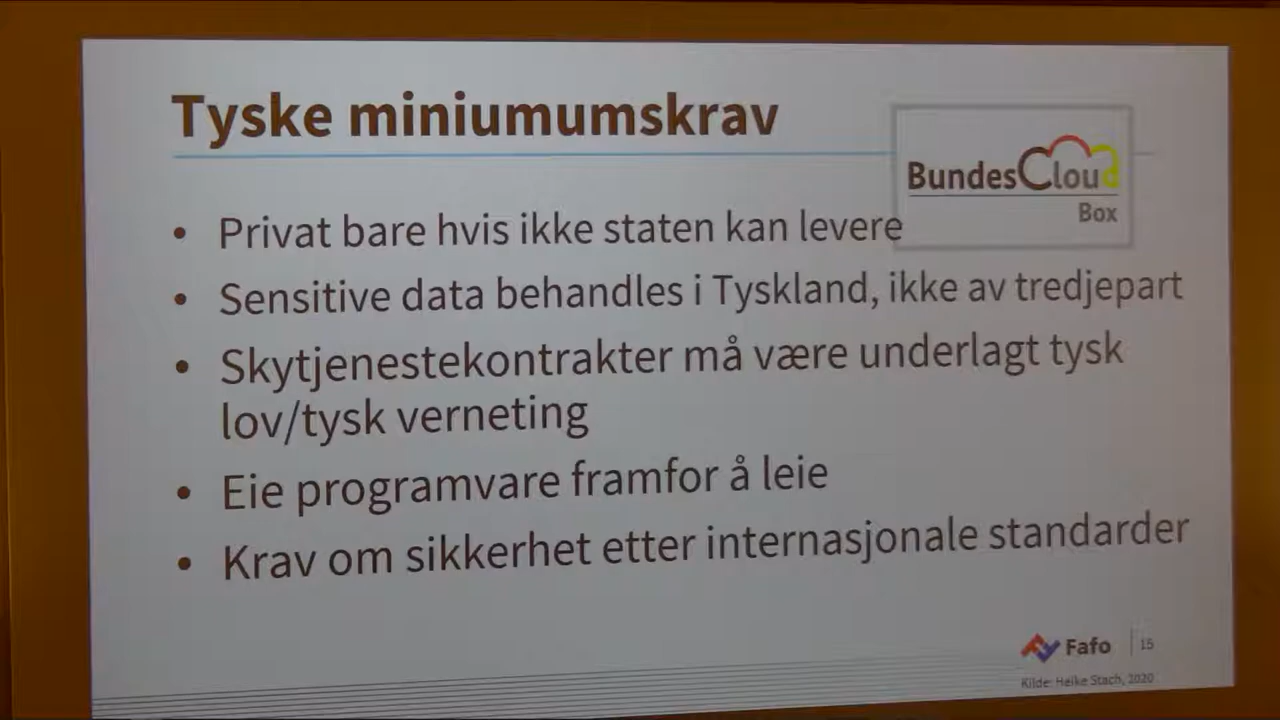 Tyske miniumumskrav
BundesCloud
Box
• Privat bare hvis ikke staten kan levere
• Sensitive data behandles i Tyskland, ikke av tredjepart
• Skytjenestekontrakter må være underlagt tysk
lov/tysk verneting
• Eie programvare framfor å leie
• Krav om sikkerhet etter internasjonale standarder
Fafo
15
Kilde: Heike Stach, 2020